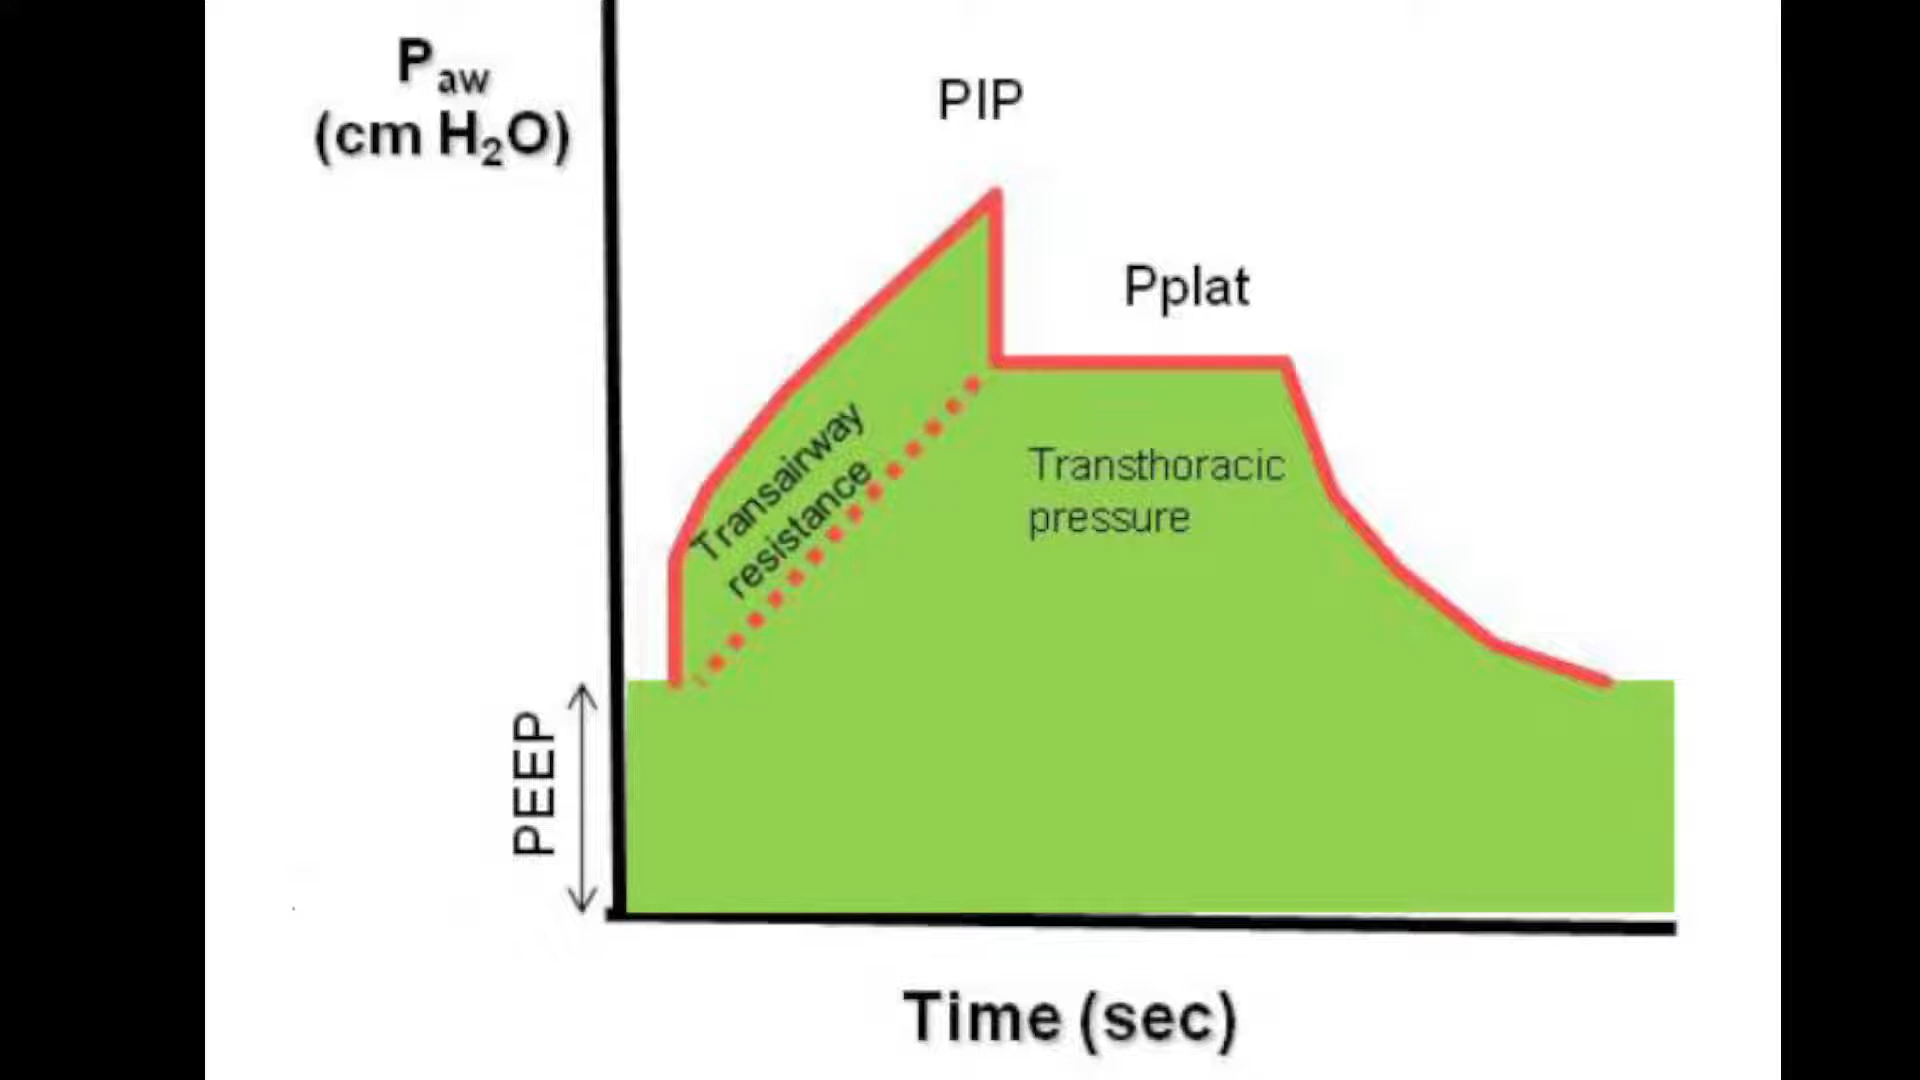 P aw
(cm H₂O)
PIP
Pplat
Transairway
resistance
Transthoracic
pressure
PEEP
Time (sec)